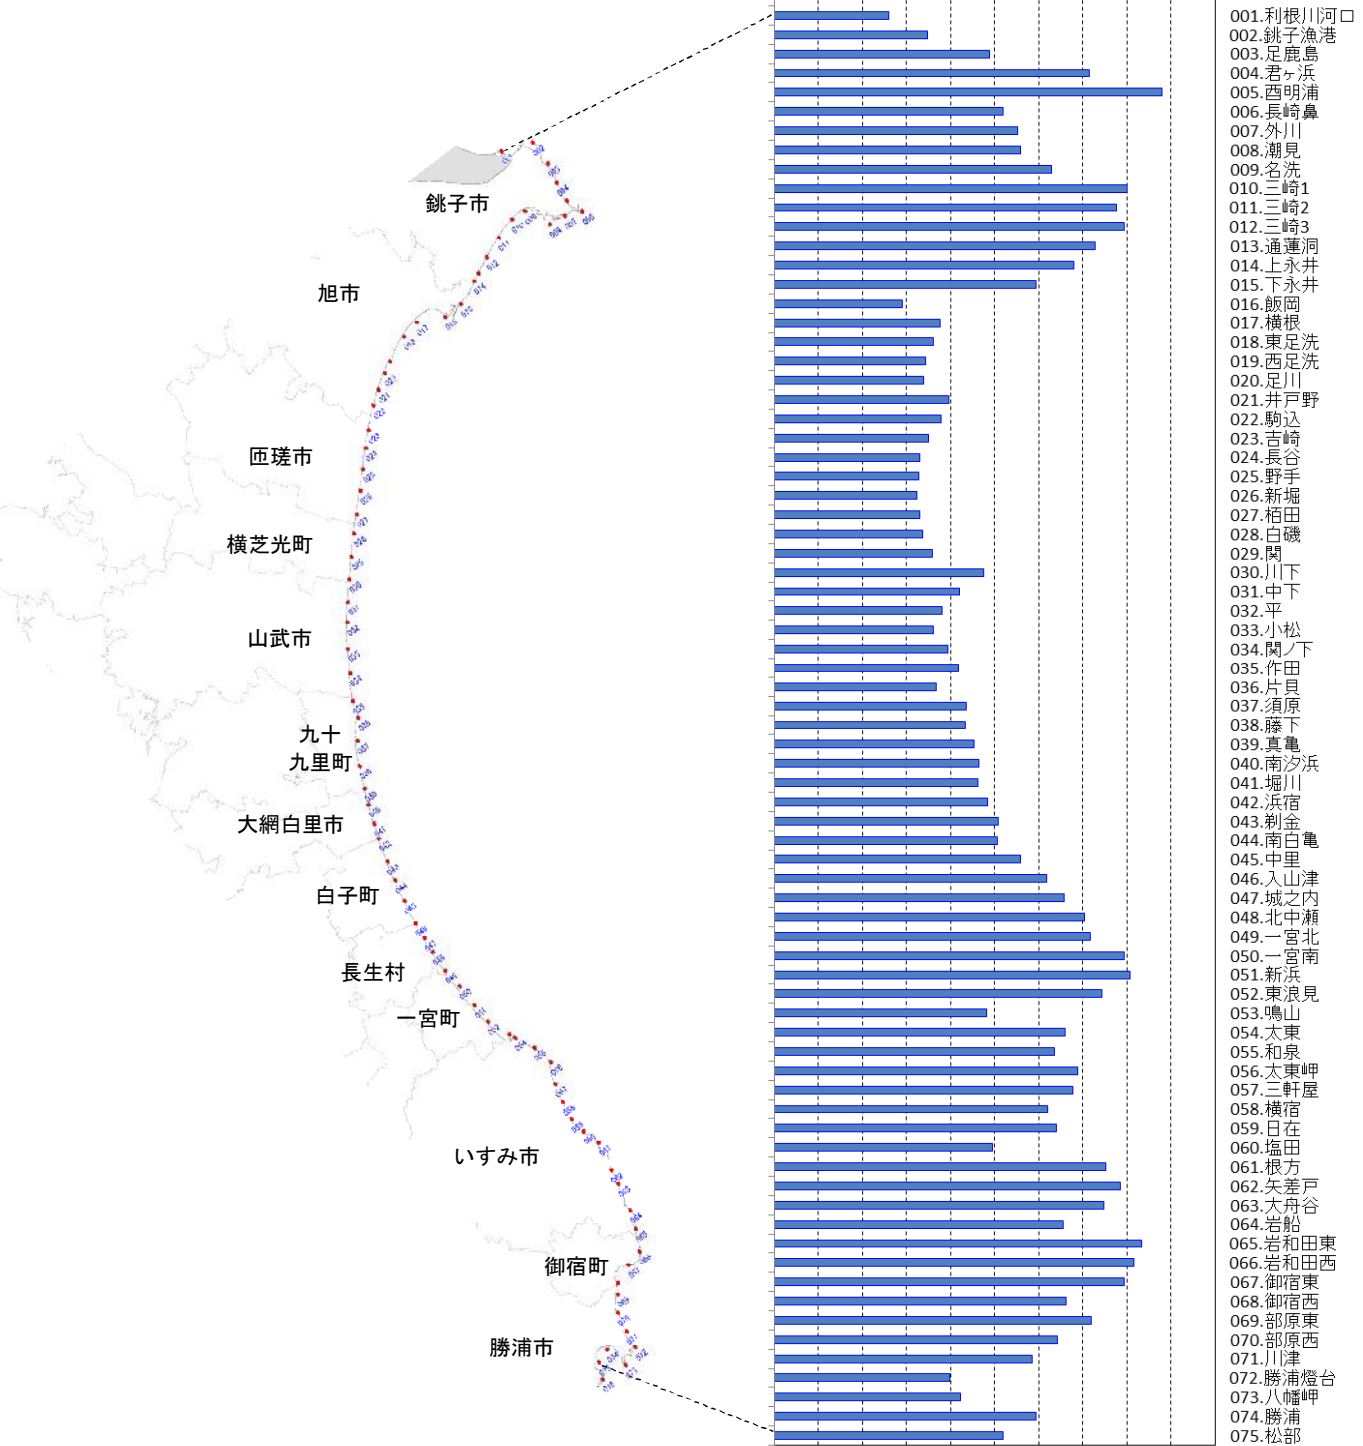 銚子市
旭市
匝瑳市
横芝光町
山武市
九十
九里町
大網白里市
白子町
長生村
一宮町
いすみ市
御宿町
勝浦市
001.利根川河口
002.銚子漁港
003.足鹿島
004.君ヶ浜
005.酉明浦
006.長崎鼻
007.外川
008.潮見
009.名洗
010.三崎1
011.三崎2
012.三崎3
013.通蓮洞
014.上永井
015.下永井
016.飯岡
017.横根
018.東足洗
019.西足洗
020.足川
021.井戸野
022.駒込
023.吉崎
024.長谷
025.野手
026.新堀
027.栢田
028.白磯
029.関
030.川下
031.中下
032.平
033.小松
034.関ノ下
035.作田
036.片貝
037.須原
038.藤下
039.真亀
040.南汐浜
041.堀川
042.浜宿
043.剃金
044.南白亀
045.中里
046.入山津
047.城之内
048.北中瀬
049.一宮北
050.一宮南
051.新浜
052.東浪見
053.鳴山
054.太東
055.和泉
056.太東岬
057.三軒屋
058.横宿
059.日在
060.塩田
061.根方
062.矢差戸
063.大舟谷
064.岩船
065.岩和田東
066.岩和田西
067.御宿東
068.御宿西
069.部原東
070.部原西
071.川津
072.勝浦燈台
073.八幡岬
074.勝浦
075.松部